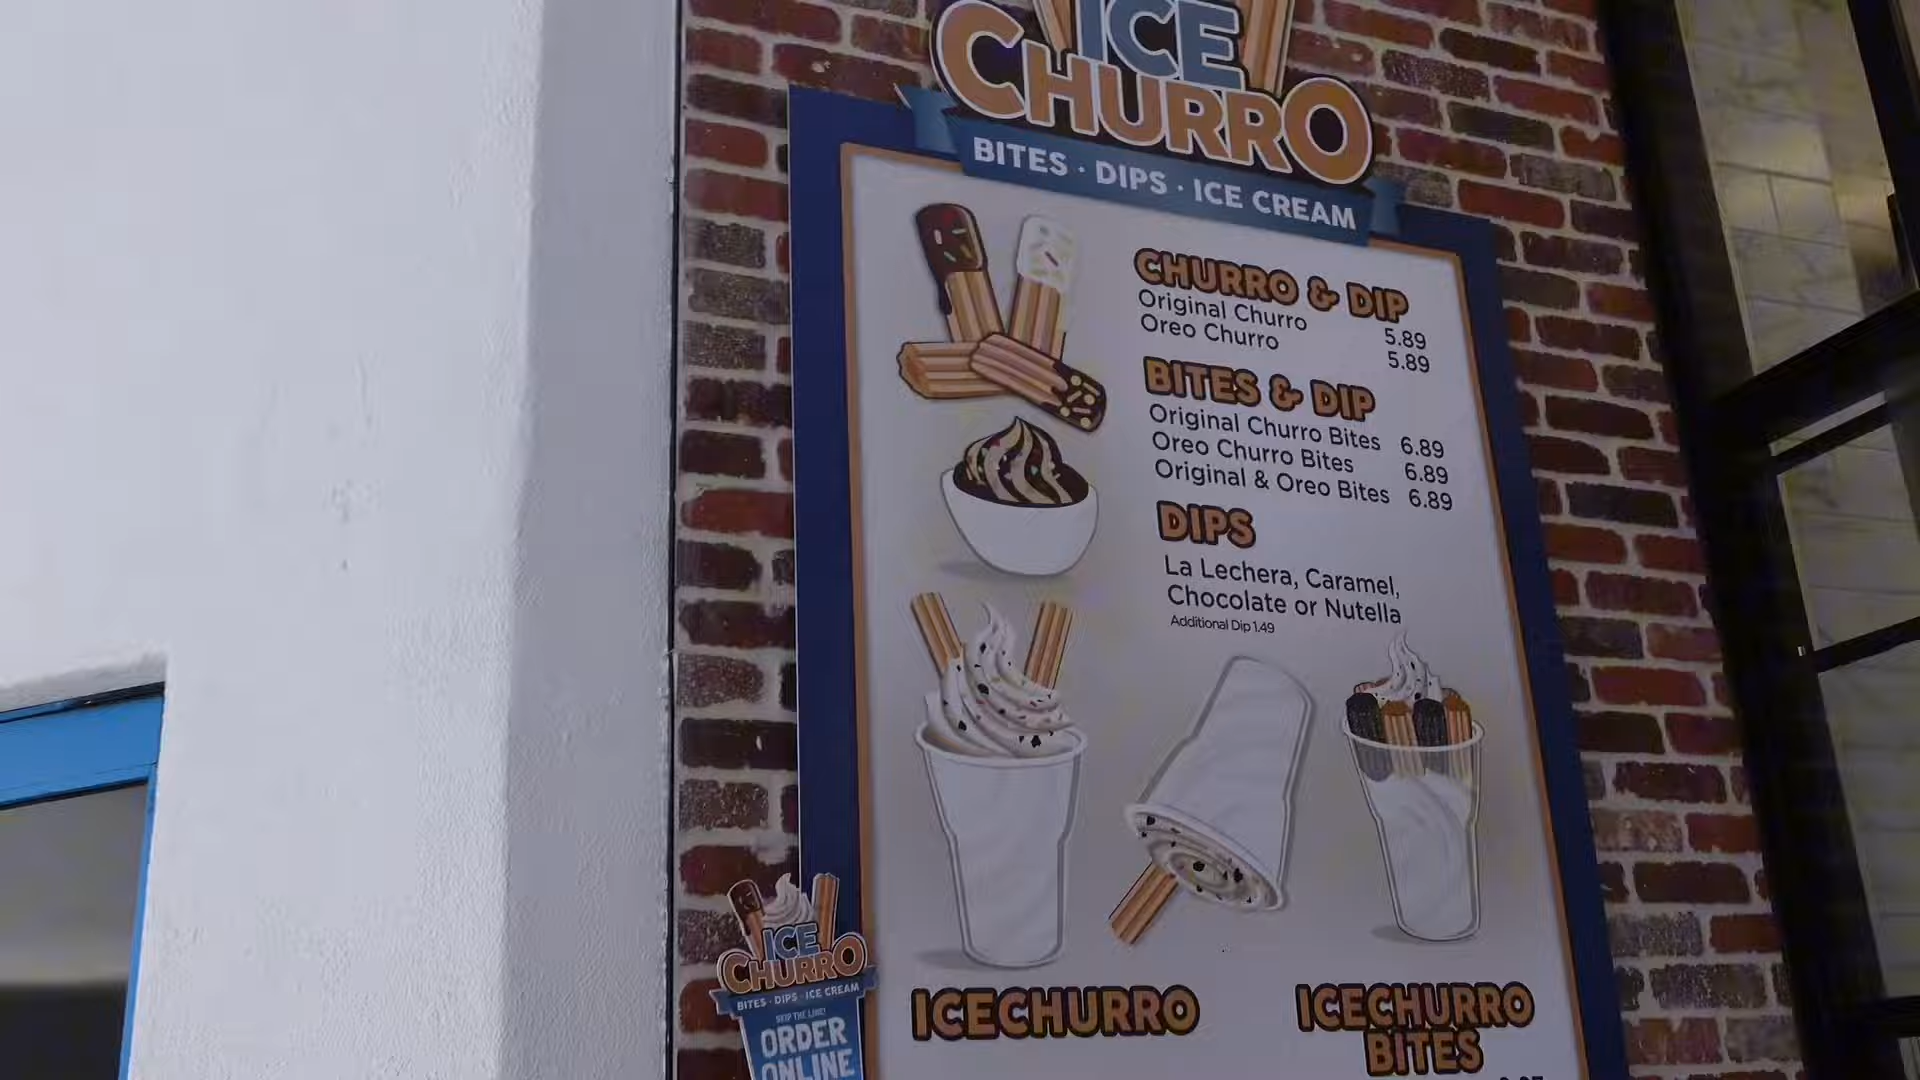 ICE
CHURRO
BITES · DIPS · ICE CREAM
CHURRO & DIP
Original Churro 5.89
Oreo Churro 5.89
BITES & DIP
Original Churro Bites 6.89
Oreo Churro Bites 6.89
Original & Oreo Bites 6.89
DIPS
La Lechera, Caramel,
Chocolate or Nutella
Additional Dip 1.49
ICECHURRO
ICECHURRO
BITES
ICE
CHURRO
BITES · DIPS · ICE CREAM
SKIP THE LINE!
ORDER
ONLINE